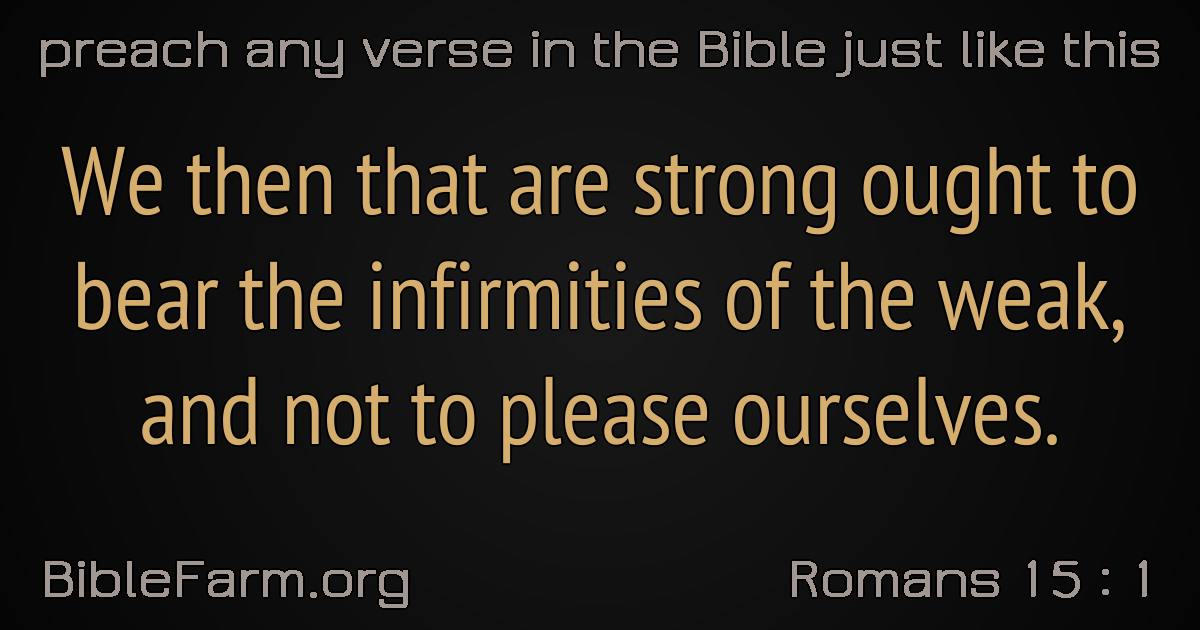 preach any verse in the Bible just like this
We then that are strong ought to
bear the infirmities of the weak,
and not to please ourselves.
BibleFarm.org
Romans 15 : 1